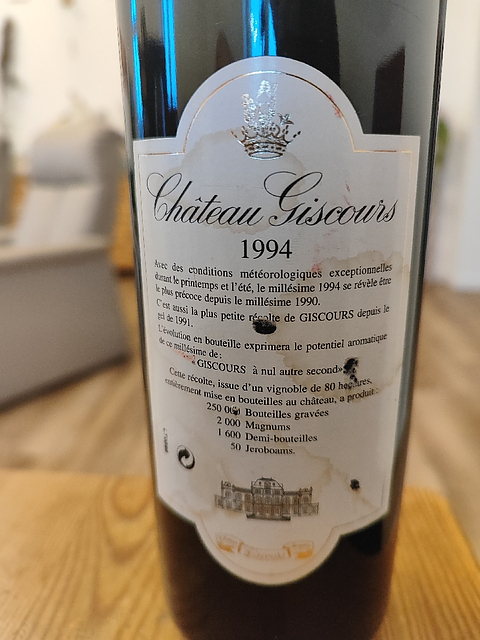 Château Giscours
1994
Avec des conditions météorologiques exceptionnelles
durant le printemps et l'été, le millésime 1994 se révèle être
le plus précoce depuis le millésime 1990.
C'est aussi la plus petite récolte de GISCOURS depuis le
gel de 1991.
L'évolution en bouteille exprimera le potentiel aromatique
de ce millésime de:
«GISCOURS à nul autre second»
Cette récolte, issue d'un vignoble de 80 hectares,
entièrement mise en bouteilles au château, a produit:
250 000 Bouteilles gravées
2 000 Magnums
1 600 Demi-bouteilles
50 Jeroboams.